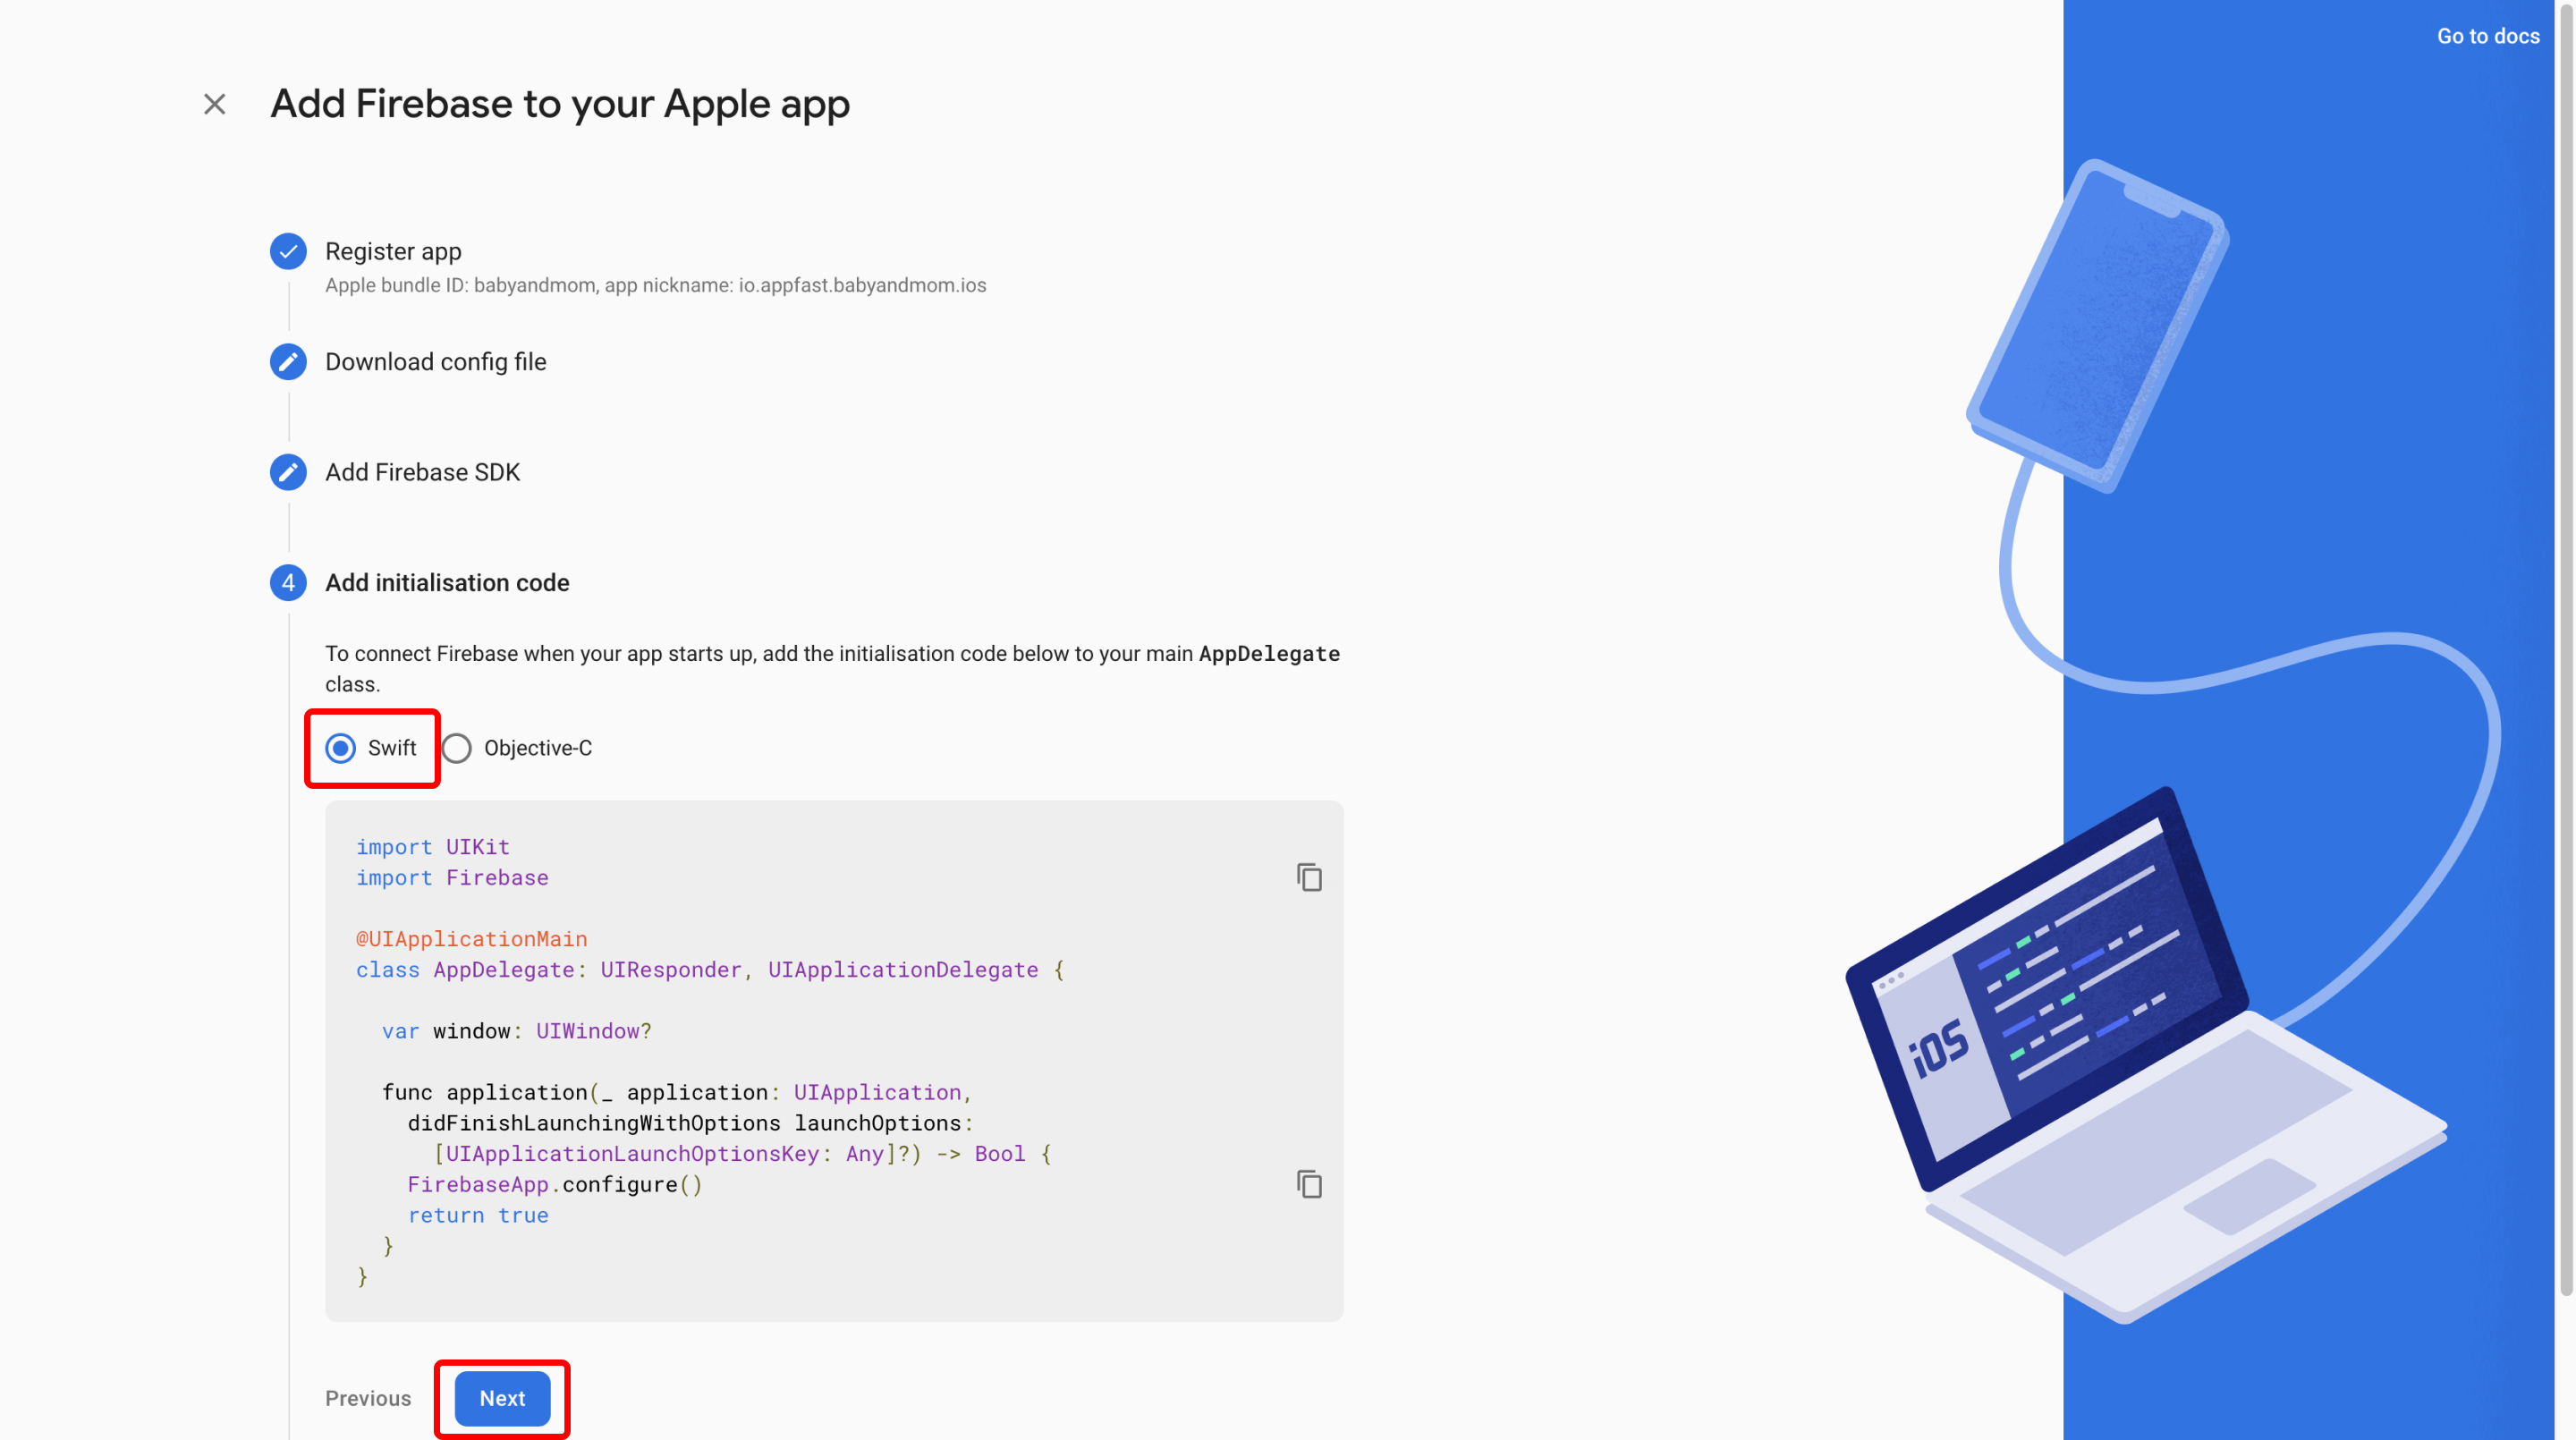 Go to docs
Add Firebase to your Apple app
Register app
Apple bundle ID: babyandmom, app nickname: io.appfast.babyandmom.ios
Download config file
Add Firebase SDK
4 Add initialisation code
To connect Firebase when your app starts up, add the initialisation code below to your main AppDelegate
class.
Swift Objective-C
import UIKit
import Firebase
@UIApplicationMain
class AppDelegate: UIResponder, UIApplicationDelegate {
var window: UIWindow?
func application(_ application: UIApplication,
didFinishLaunchingWithOptions launchOptions:
[UIApplicationLaunchOptionsKey: Any]?) -> Bool {
FirebaseApp.configure()
return true
}
}
Previous Next
iOS